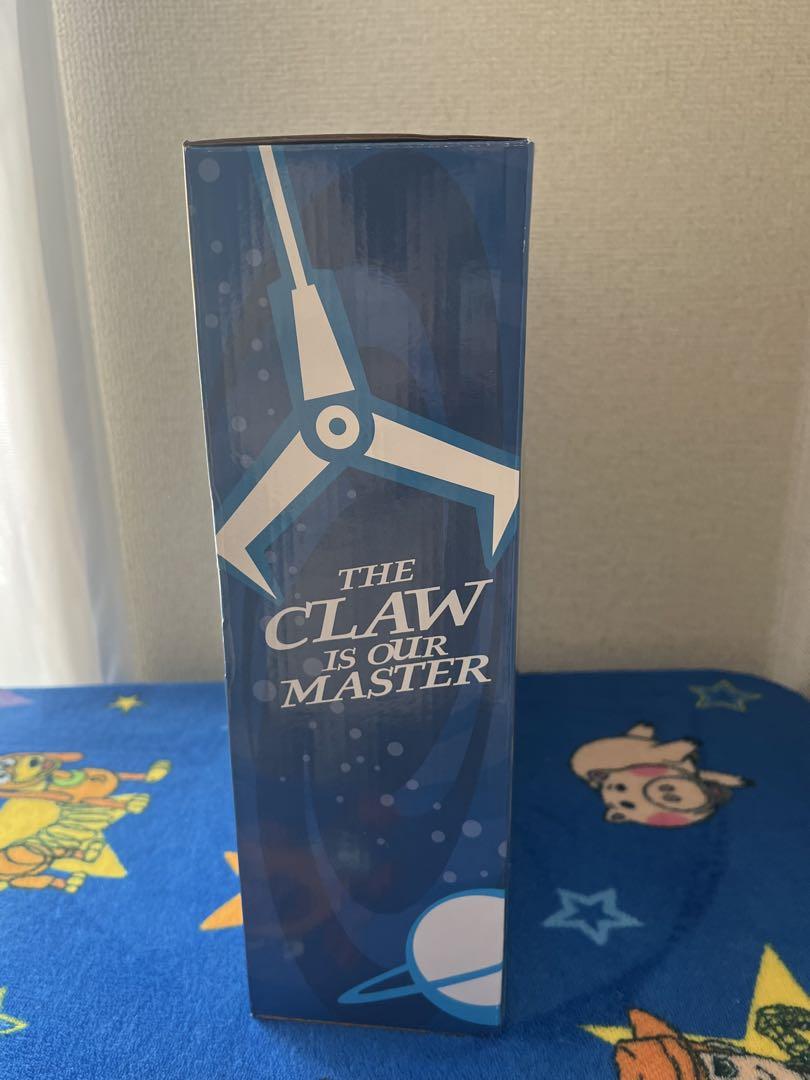 THE
CLAW
IS OUR
MASTER